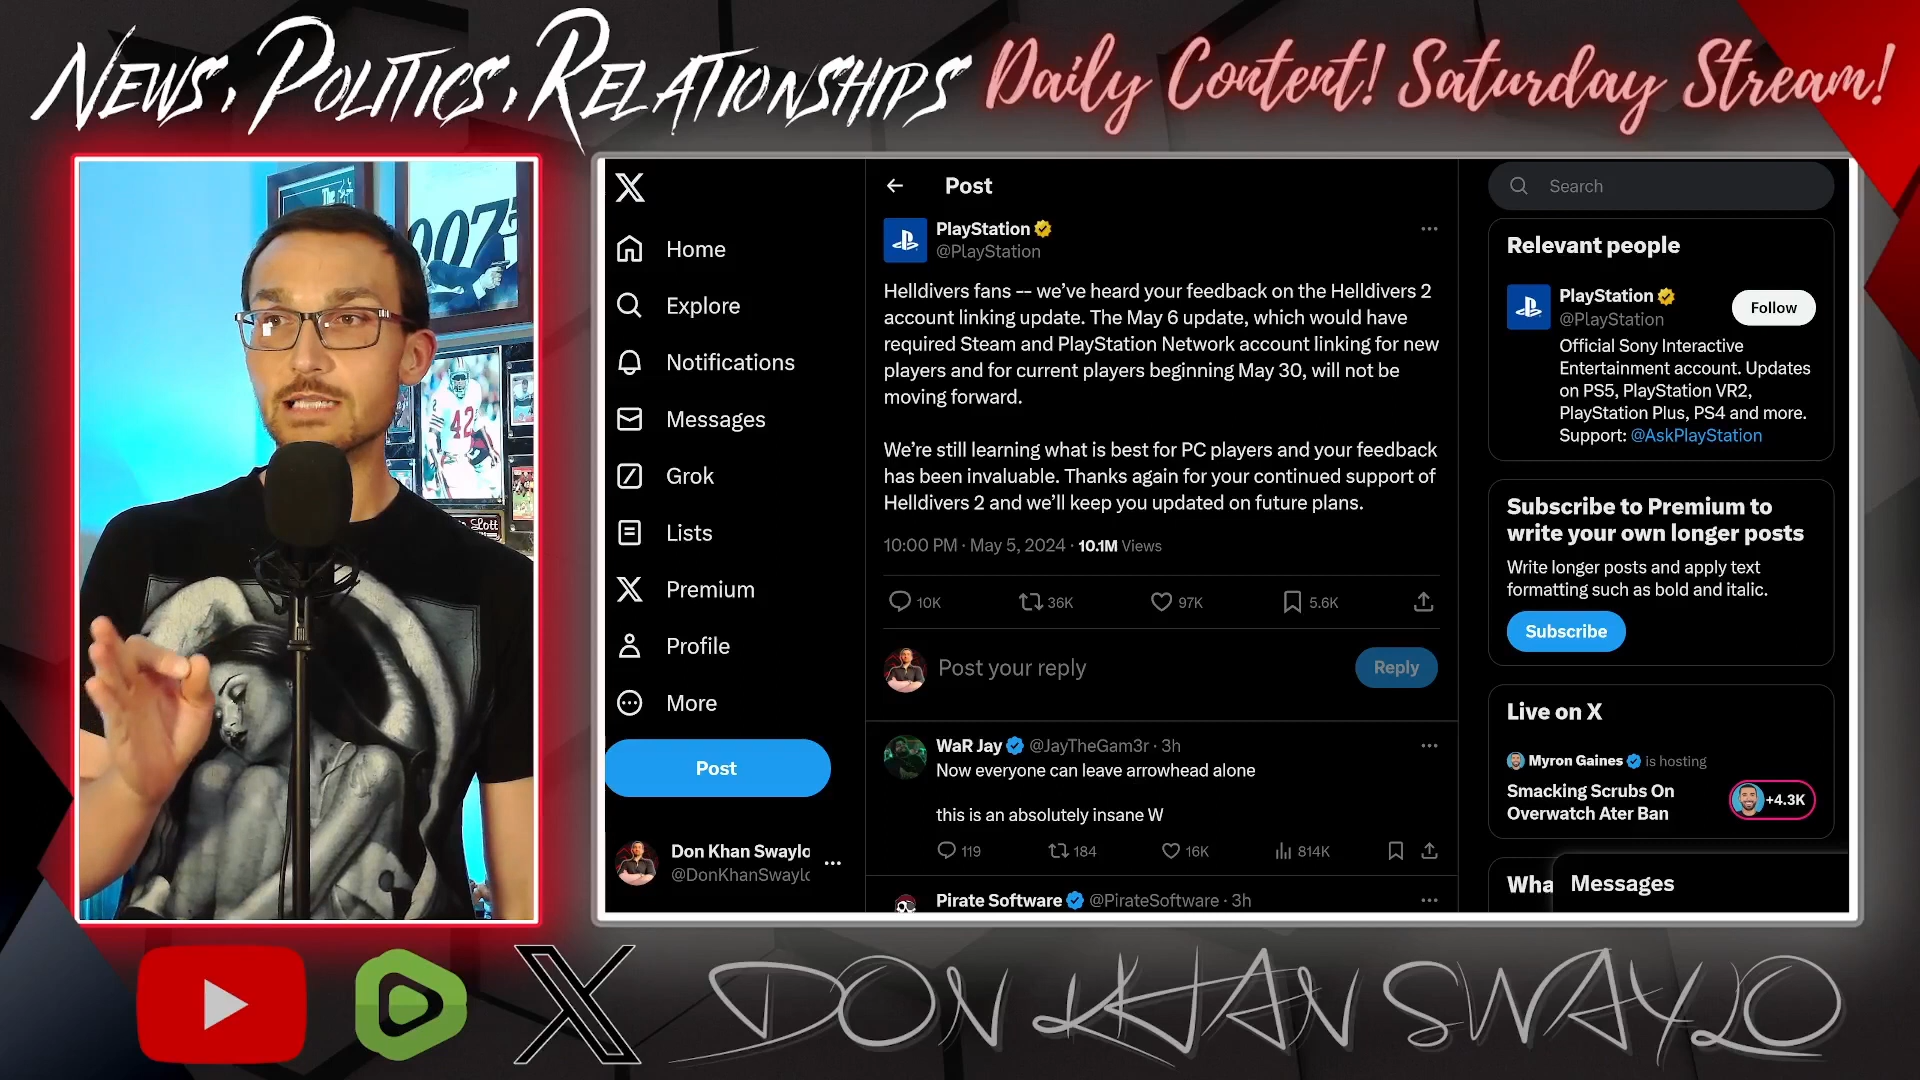 News, Politics, Relationships
Daily Content! Saturday Stream!
The
007
42
Lott
Home
Explore
Notifications
Messages
Grok
Lists
Premium
Profile
More
Post
Don Khan Swaylo
@DonKhanSwaylo
Post
PlayStation
@PlayStation
Helldivers fans -- we’ve heard your feedback on the Helldivers 2
account linking update. The May 6 update, which would have
required Steam and PlayStation Network account linking for new
players and for current players beginning May 30, will not be
moving forward.
We’re still learning what is best for PC players and your feedback
has been invaluable. Thanks again for your continued support of
Helldivers 2 and we’ll keep you updated on future plans.
10:00 PM · May 5, 2024 · 10.1M Views
10K 36K 97K 5.6K
Post your reply
Reply
WaR Jay @JayTheGam3r · 3h
Now everyone can leave arrowhead alone
this is an absolutely insane W
119 184 16K 814K
Pirate Software @PirateSoftware · 3h
Search
Relevant people
PlayStation
@PlayStation
Follow
Official Sony Interactive
Entertainment account. Updates
on PS5, PlayStation VR2,
PlayStation Plus, PS4 and more.
Support: @AskPlayStation
Subscribe to Premium to
write your own longer posts
Write longer posts and apply text
formatting such as bold and italic.
Subscribe
Live on X
Myron Gaines is hosting
Smacking Scrubs On
Overwatch Ater Ban
+4.3K
Wha
Messages
DON KHAN SWAYLO